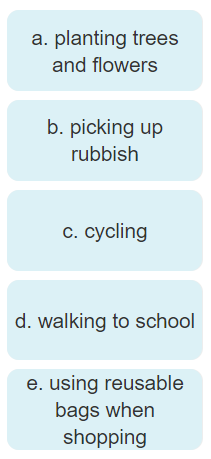 a. planting trees
and flowers
b. picking up
rubbish
c. cycling
d. walking to school
e. using reusable
bags when
shopping